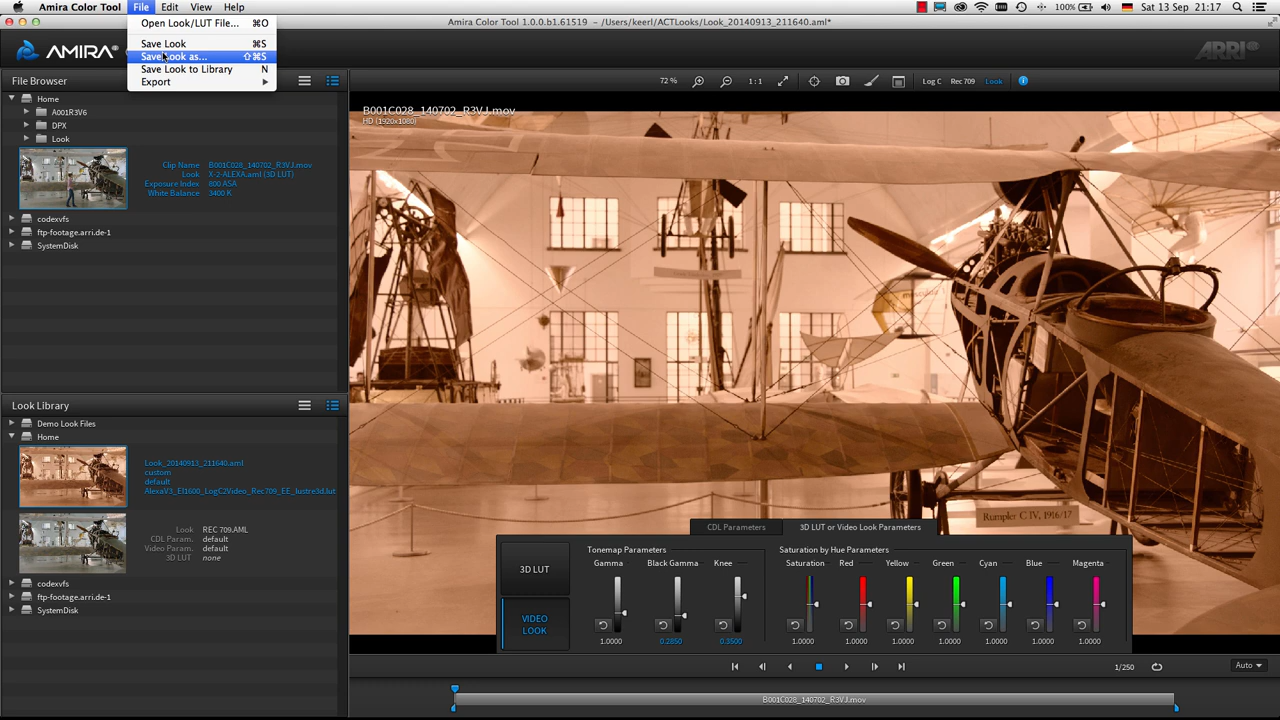 Amira Color Tool File Edit View Help 100% Sat 13 Sep 21:17
Amira Color Tool 1.0.0.b1.61519 – /Users/keerl/ACTLooks/Look_20140913_211640.aml*
Open Look/LUT File... ⌘O
Save Look ⌘S
Save Look as... ⇧⌘S
Save Look to Library N
Export
AMIRA
ARRI
File Browser
72 % 1:1 Log C Rec 709 Look
Home
A001R3V6
DPX
Look
Clip Name B001C028_140702_R3VJ.mov
Look X-2-ALEXA.aml (3D LUT)
Exposure Index 800 ASA
White Balance 3400 K
codexvfs
ftp-footage.arri.de-1
SystemDisk
B001C028_140702_R3VJ.mov
HD (1920x1080)
Rumpler C IV, 1916/17
Look Library
Demo Look Files
Home
Look_20140913_211640.aml
custom
default
AlexaV3_EI1600_LogC2Video_Rec709_EE_lustre3d.lut
Look REC 709.AML
CDL Param. default
Video Param. default
3D LUT none
codexvfs
ftp-footage.arri.de-1
SystemDisk
CDL Parameters 3D LUT or Video Look Parameters
3D LUT
VIDEO LOOK
Tonemap Parameters Saturation by Hue Parameters
Gamma Black Gamma Knee Saturation Red Yellow Green Cyan Blue Magenta
1.0000 0.2850 0.3500 1.0000 1.0000 1.0000 1.0000 1.0000 1.0000 1.0000
1/250 Auto
B001C028_140702_R3VJ.mov